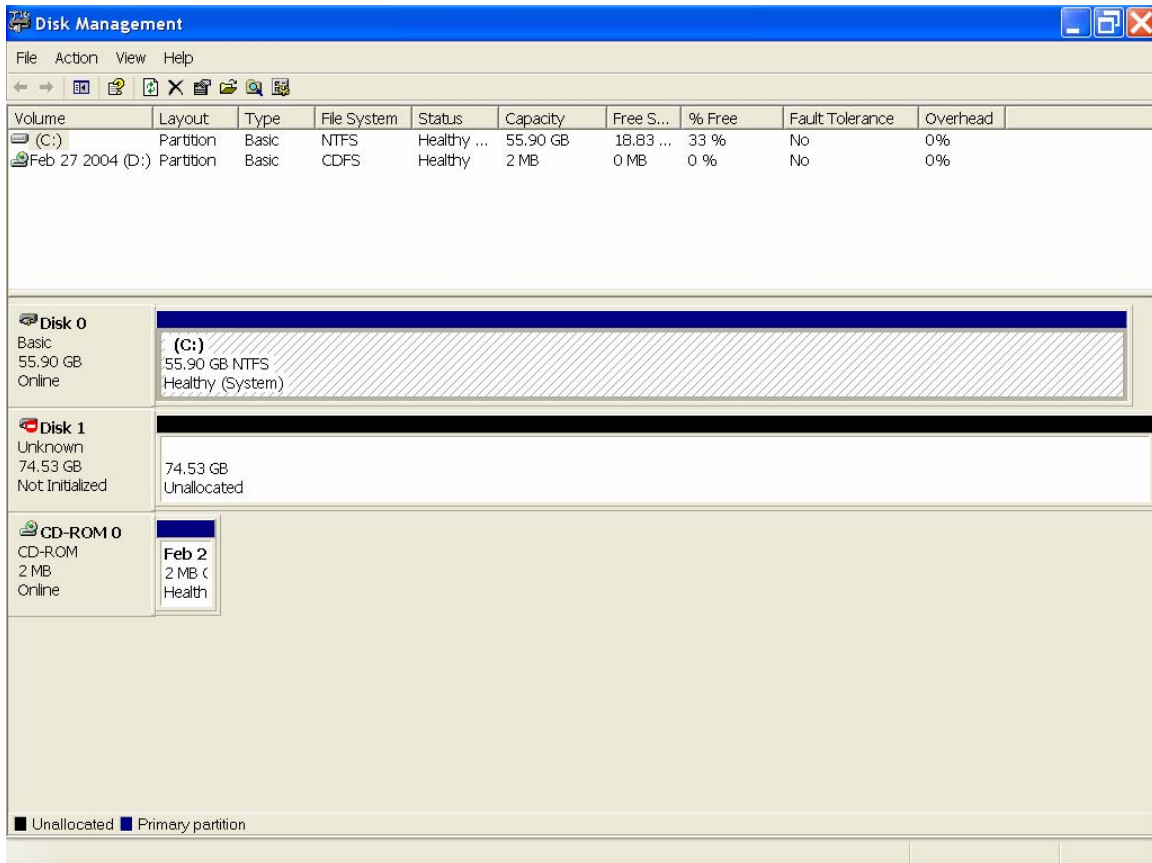 Disk Management
File Action View Help
Volume Layout Type File System Status Capacity Free S... % Free Fault Tolerance Overhead
(C:) Partition Basic NTFS Healthy ... 55.90 GB 18.83 ... 33 % No 0%
Feb 27 2004 (D:) Partition Basic CDFS Healthy 2 MB 0 MB 0 % No 0%
Disk 0
Basic
55.90 GB
Online
(C:)
55.90 GB NTFS
Healthy (System)
Disk 1
Unknown
74.53 GB
Not Initialized
74.53 GB
Unallocated
CD-ROM 0
CD-ROM
2 MB
Online
Feb 2
2 MB C
Health
Unallocated Primary partition